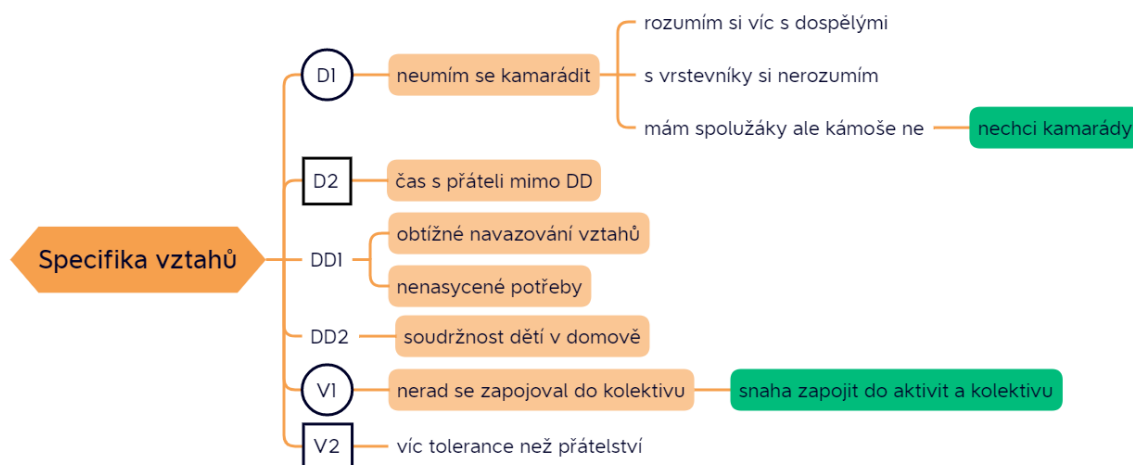 Specifika vztahů
D1
neumím se kamarádit
rozumím si víc s dospělými
s vrstevníky si nerozumím
mám spolužáky ale kámoše ne
nechci kamarády
D2
čas s přáteli mimo DD
DD1
obtížné navazování vztahů
nenasycené potřeby
DD2
soudržnost dětí v domově
V1
nerad se zapojoval do kolektivu
snaha zapojit do aktivit a kolektivu
V2
víc tolerance než přátelství